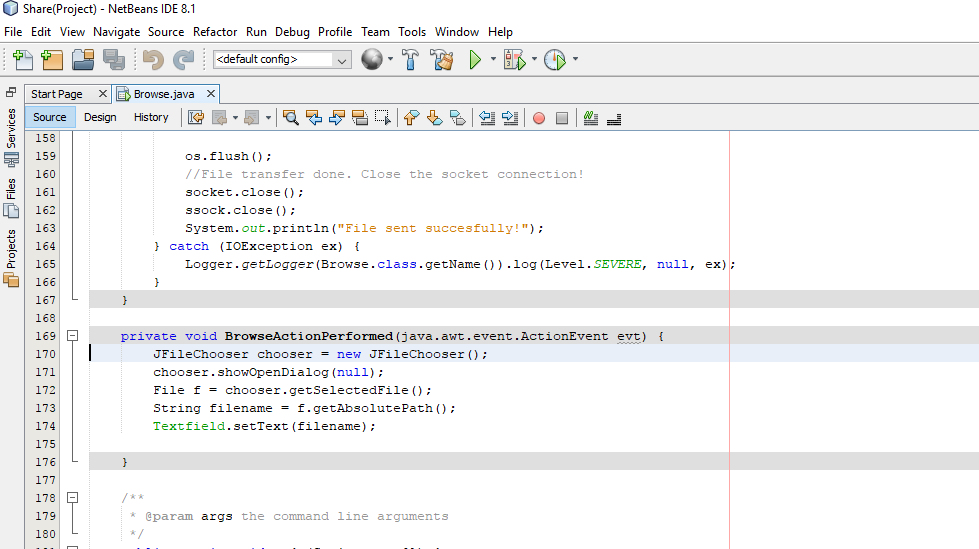 Share(Project) - NetBeans IDE 8.1
File Edit View Navigate Source Refactor Run Debug Profile Team Tools Window Help
<default config>
Start Page Browse.java
Source Design History
Services
Files
Projects
158
159 os.flush();
160 //File transfer done. Close the socket connection!
161 socket.close();
162 ssock.close();
163 System.out.println("File sent succesfully!");
164 } catch (IOException ex) {
165 Logger.getLogger(Browse.class.getName()).log(Level.SEVERE, null, ex);
166 }
167 }
168
169 private void BrowseActionPerformed(java.awt.event.ActionEvent evt) {
170 JFileChooser chooser = new JFileChooser();
171 chooser.showOpenDialog(null);
172 File f = chooser.getSelectedFile();
173 String filename = f.getAbsolutePath();
174 Textfield.setText(filename);
175
176 }
177
178 /**
179 * @param args the command line arguments
180 */